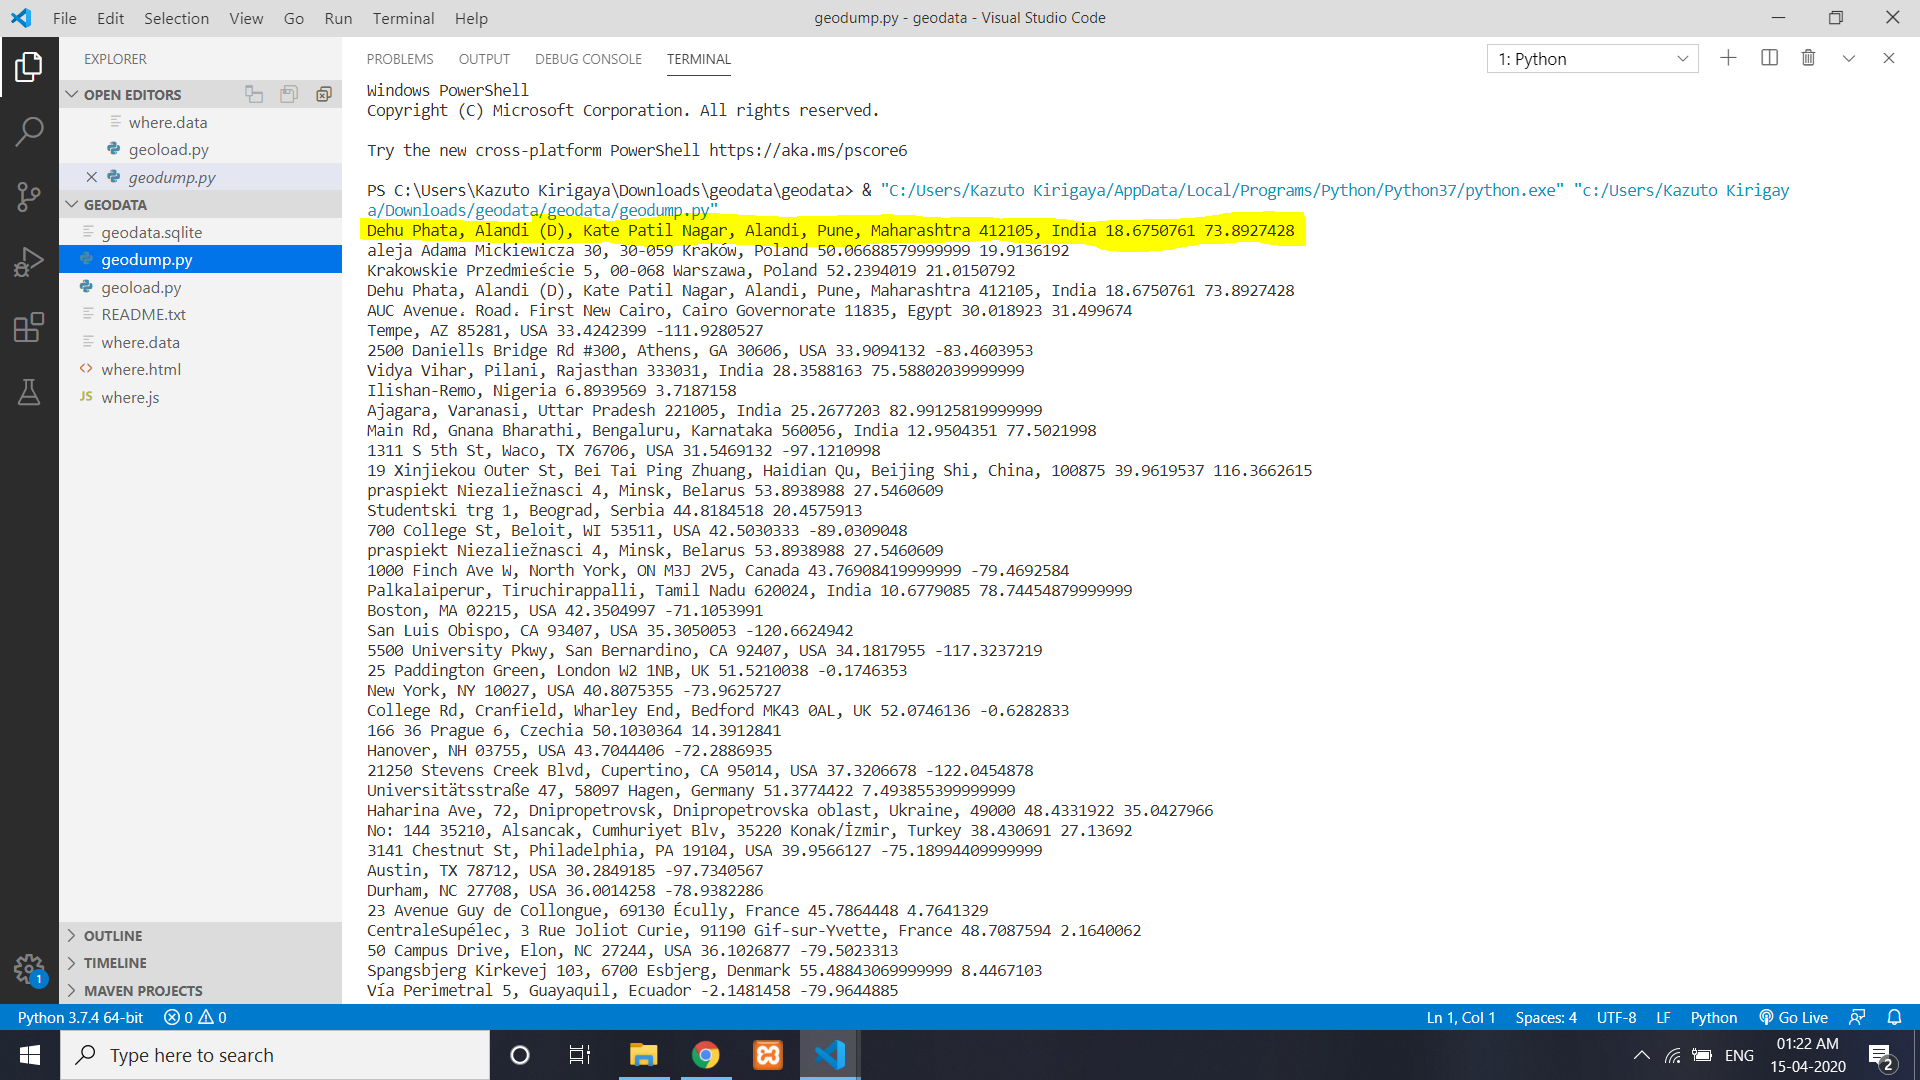 File Edit Selection View Go Run Terminal Help
geodump.py - geodata - Visual Studio Code
EXPLORER
OPEN EDITORS
where.data
geoload.py
geodump.py
GEODATA
geodata.sqlite
geodump.py
geoload.py
README.txt
where.data
<> where.html
JS where.js
OUTLINE
TIMELINE
MAVEN PROJECTS
1
PROBLEMS OUTPUT DEBUG CONSOLE TERMINAL
1: Python
Windows PowerShell
Copyright (C) Microsoft Corporation. All rights reserved.
Try the new cross-platform PowerShell https://aka.ms/pscore6
PS C:\Users\Kazuto Kirigaya\Downloads\geodata\geodata> & "C:/Users/Kazuto Kirigaya/AppData/Local/Programs/Python/Python37/python.exe" "c:/Users/Kazuto Kirigay
a/Downloads/geodata/geodata/geodump.py"
Dehu Phata, Alandi (D), Kate Patil Nagar, Alandi, Pune, Maharashtra 412105, India 18.6750761 73.8927428
aleja Adama Mickiewicza 30, 30-059 Kraków, Poland 50.06688579999999 19.9136192
Krakowskie Przedmieście 5, 00-068 Warszawa, Poland 52.2394019 21.0150792
Dehu Phata, Alandi (D), Kate Patil Nagar, Alandi, Pune, Maharashtra 412105, India 18.6750761 73.8927428
AUC Avenue، Road، First New Cairo, Cairo Governorate 11835, Egypt 30.018923 31.499674
Tempe, AZ 85281, USA 33.4242399 -111.9280527
2500 Daniells Bridge Rd #300, Athens, GA 30606, USA 33.9094132 -83.4603953
Vidya Vihar, Pilani, Rajasthan 333031, India 28.3588163 75.58802039999999
Ilishan-Remo, Nigeria 6.8939569 3.7187158
Ajagara, Varanasi, Uttar Pradesh 221005, India 25.2677203 82.99125819999999
Main Rd, Gnana Bharathi, Bengaluru, Karnataka 560056, India 12.9504351 77.5021998
1311 S 5th St, Waco, TX 76706, USA 31.5469132 -97.1210998
19 Xinjiekou Outer St, Bei Tai Ping Zhuang, Haidian Qu, Beijing Shi, China, 100875 39.9619537 116.3662615
praspiekt Niezaliežnasci 4, Minsk, Belarus 53.8938988 27.5460609
Studentski trg 1, Beograd, Serbia 44.8184518 20.4575913
700 College St, Beloit, WI 53511, USA 42.5030333 -89.0309048
praspiekt Niezaliežnasci 4, Minsk, Belarus 53.8938988 27.5460609
1000 Finch Ave W, North York, ON M3J 2V5, Canada 43.76908419999999 -79.4692584
Palkalaiperur, Tiruchirappalli, Tamil Nadu 620024, India 10.6779085 78.74454879999999
Boston, MA 02215, USA 42.3504997 -71.1053991
San Luis Obispo, CA 93407, USA 35.3050053 -120.6624942
5500 University Pkwy, San Bernardino, CA 92407, USA 34.1817955 -117.3237219
25 Paddington Green, London W2 1NB, UK 51.5210038 -0.1746353
New York, NY 10027, USA 40.8075355 -73.9625727
College Rd, Cranfield, Wharley End, Bedford MK43 0AL, UK 52.0746136 -0.6282833
166 36 Prague 6, Czechia 50.1030364 14.3912841
Hanover, NH 03755, USA 43.7044406 -72.2886935
21250 Stevens Creek Blvd, Cupertino, CA 95014, USA 37.3206678 -122.0454878
Universitätsstraße 47, 58097 Hagen, Germany 51.3774422 7.493855399999999
Haharina Ave, 72, Dnipropetrovsk, Dnipropetrovska oblast, Ukraine, 49000 48.4331922 35.0427966
No: 144 35210, Alsancak, Cumhuriyet Blv, 35220 Konak/İzmir, Turkey 38.430691 27.13692
3141 Chestnut St, Philadelphia, PA 19104, USA 39.9566127 -75.18994409999999
Austin, TX 78712, USA 30.2849185 -97.7340567
Durham, NC 27708, USA 36.0014258 -78.9382286
23 Avenue Guy de Collongue, 69130 Écully, France 45.7864448 4.7641329
CentraleSupélec, 3 Rue Joliot Curie, 91190 Gif-sur-Yvette, France 48.7087594 2.1640062
50 Campus Drive, Elon, NC 27244, USA 36.1026877 -79.5023313
Spangsbjerg Kirkevej 103, 6700 Esbjerg, Denmark 55.48843069999999 8.4467103
Vía Perimetral 5, Guayaquil, Ecuador -2.1481458 -79.9644885
Python 3.7.4 64-bit 0 0
Ln 1, Col 1 Spaces: 4 UTF-8 LF Python Go Live
Type here to search
ENG
01:22 AM
15-04-2020
2